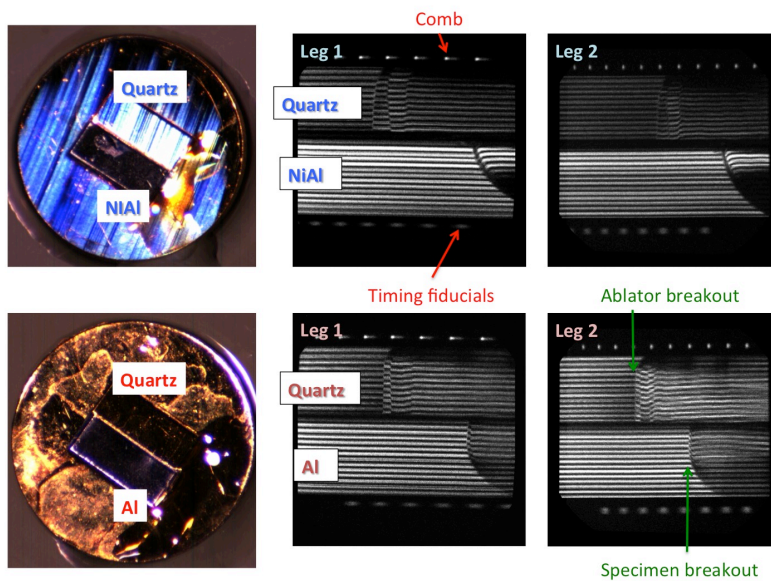 Comb
Quartz
NIAl
Leg 1
Quartz
NiAl
Leg 2
Timing fiducials
Ablator breakout
Quartz
Al
Leg 1
Quartz
Al
Leg 2
Specimen breakout